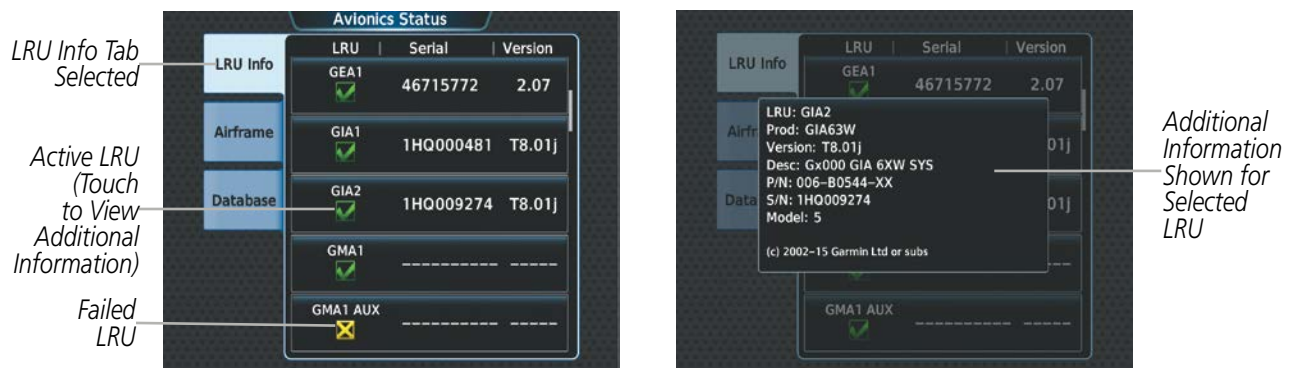 Avionics Status
LRU Info Tab
Selected
LRU Info
LRU | Serial | Version
GEA1
46715772 2.07
Airframe
GIA1
1HQ000481 T8.01j
Active LRU
(Touch
to View
Additional
Information)
Database
GIA2
1HQ009274 T8.01j
GMA1
---------- -----
Failed
LRU
GMA1 AUX
---------- -----
LRU Info
LRU | Serial | Version
GEA1
46715772 2.07
Airfr
01j
LRU: GIA2
Prod: GIA63W
Version: T8.01j
Desc: Gx000 GIA 6XW SYS
P/N: 006-B0544-XX
S/N: 1HQ009274
Model: 5
(c) 2002-15 Garmin Ltd or subs
Data
01j
GMA1 AUX
---------- -----
Additional
Information
Shown for
Selected
LRU